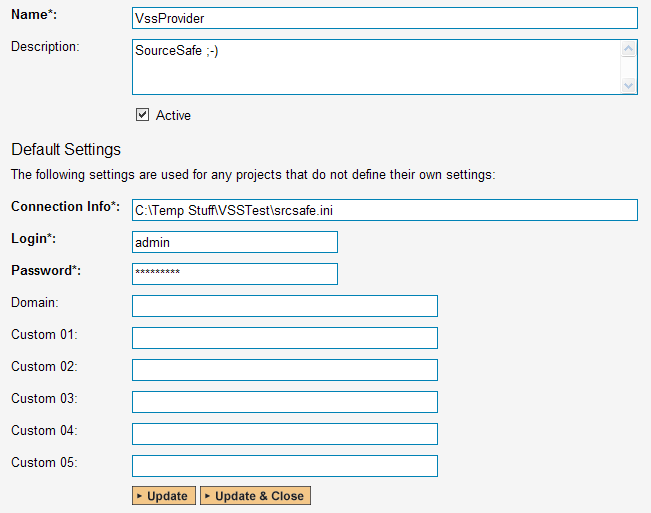 Name*: VssProvider
Description: SourceSafe ;-)
Active
Default Settings
The following settings are used for any projects that do not define their own settings:
Connection Info*: C:\Temp Stuff\VSSTest\srcsafe.ini
Login*: admin
Password*: *********
Domain:
Custom 01:
Custom 02:
Custom 03:
Custom 04:
Custom 05:
Update Update & Close